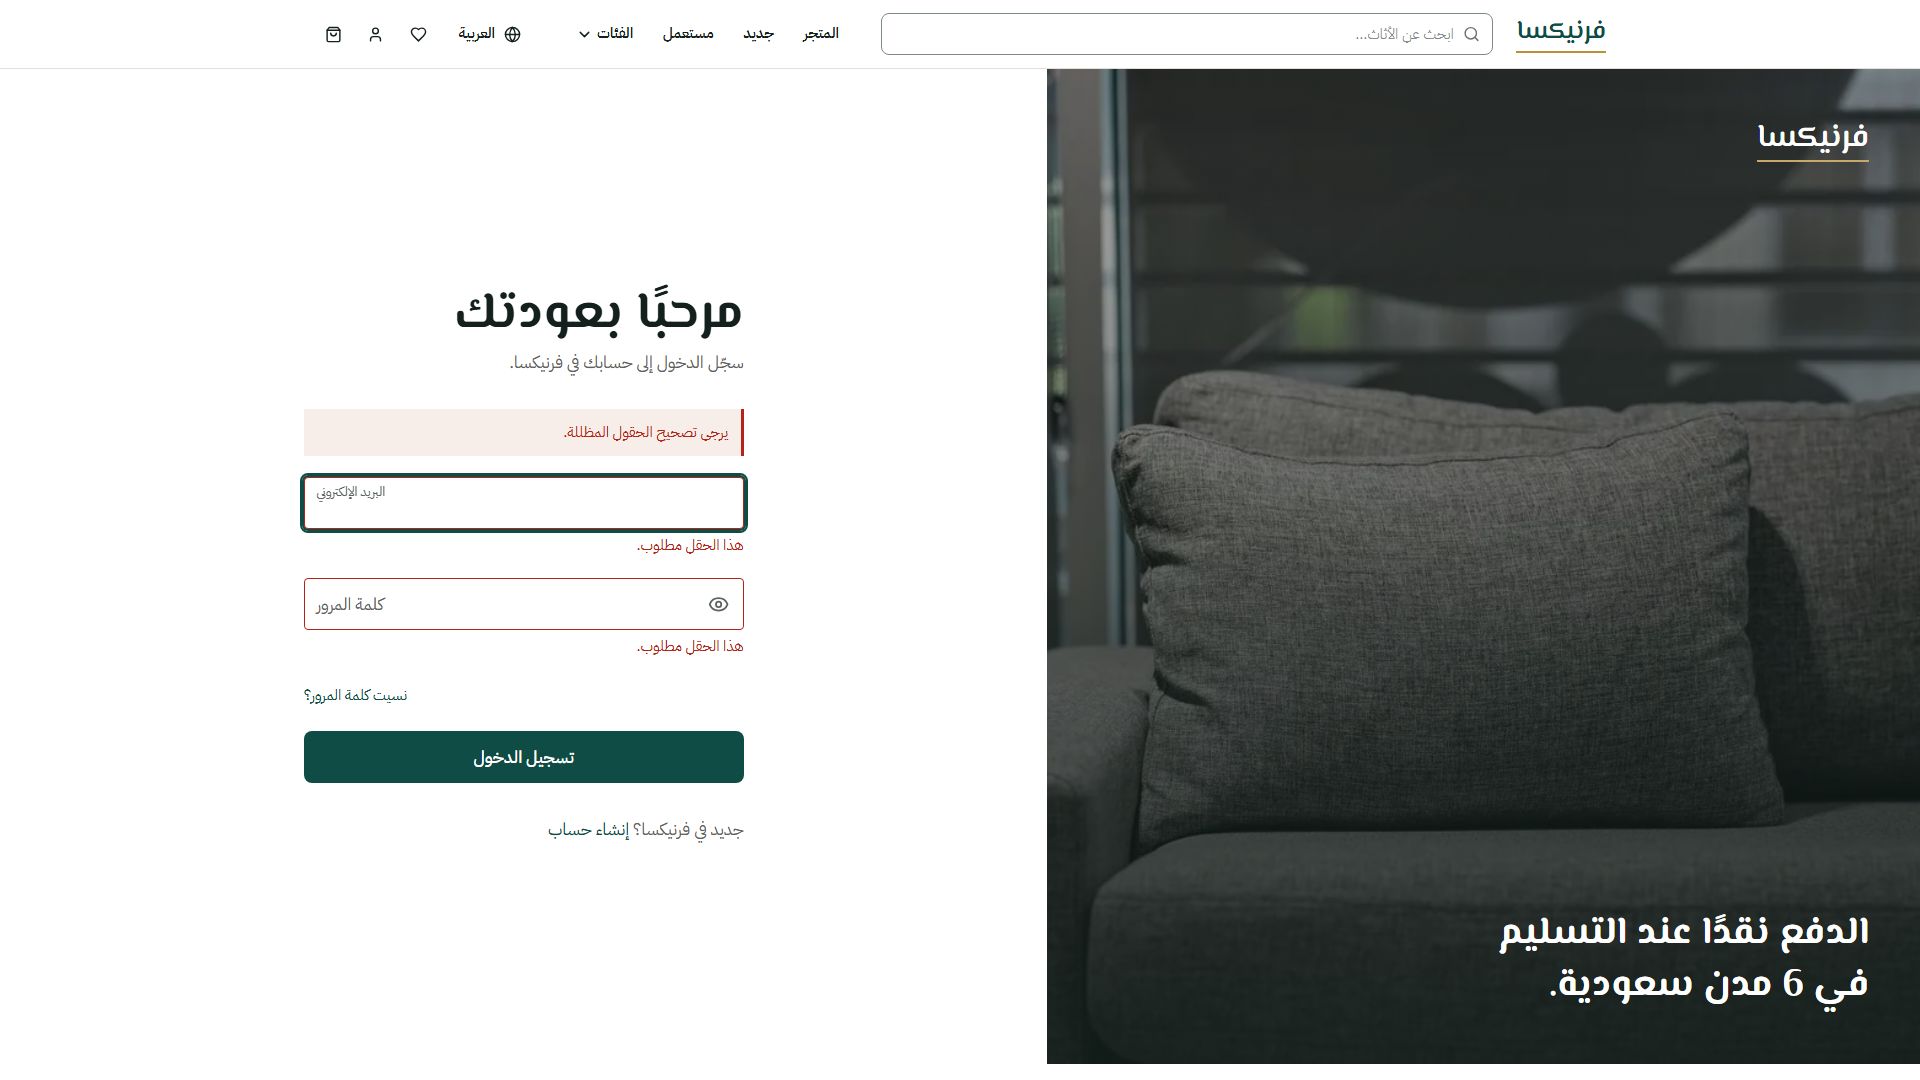 فرنيكسا
ابحث عن الأثاث...
المتجر
جديد
مستعمل
الفئات
العربية
فرنيكسا
مرحبًا بعودتك
سجّل الدخول إلى حسابك في فرنيكسا.
يرجى تصحيح الحقول المظللة.
البريد الإلكتروني
هذا الحقل مطلوب.
كلمة المرور
هذا الحقل مطلوب.
نسيت كلمة المرور؟
تسجيل الدخول
جديد في فرنيكسا؟ إنشاء حساب
الدفع نقدًا عند التسليم
في 6 مدن سعودية.